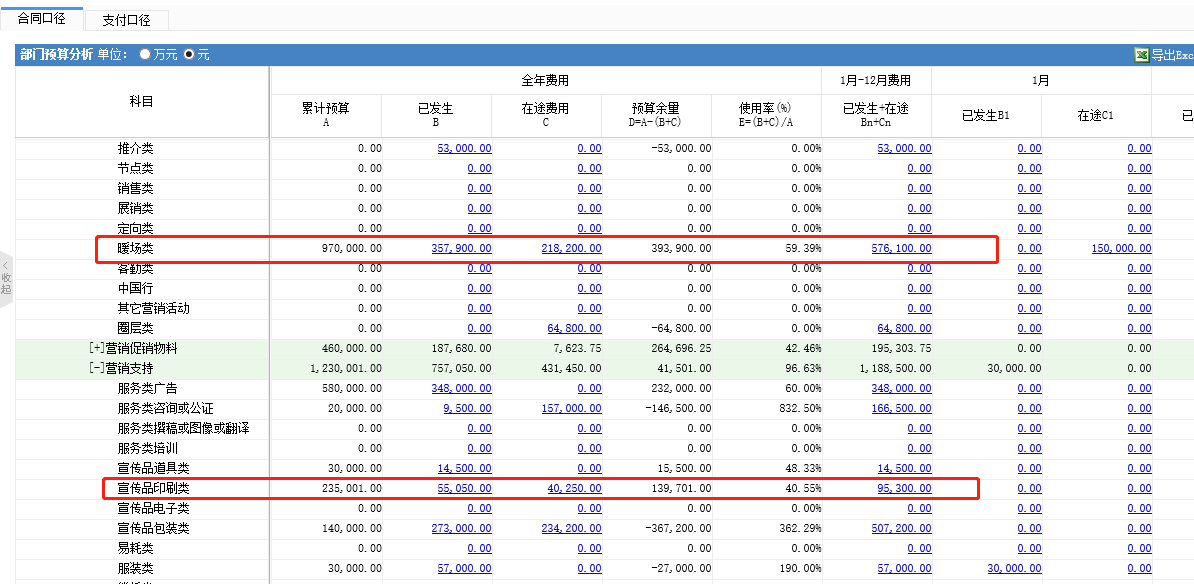 合同口径 支付口径
部门预算分析 单位: 万元 元 导出Exc
科目 全年费用 1月-12月费用 1月
累计预算 已发生 在途费用 预算余量 使用率(%) 已发生+在途 已发生B1 在途C1 已
A B C D=A-(B+C) E=(B+C)/A Bn+Cn
推介类 0.00 53,000.00 0.00 -53,000.00 0.00% 53,000.00 0.00 0.00
节点类 0.00 0.00 0.00 0.00 0.00% 0.00 0.00 0.00
销售类 0.00 0.00 0.00 0.00 0.00% 0.00 0.00 0.00
展销类 0.00 0.00 0.00 0.00 0.00% 0.00 0.00 0.00
定向类 0.00 0.00 0.00 0.00 0.00% 0.00 0.00 0.00
暖场类 970,000.00 357,900.00 218,200.00 393,900.00 59.39% 576,100.00 0.00 150,000.00
客勤类 0.00 0.00 0.00 0.00 0.00% 0.00 0.00 0.00
中国行 0.00 0.00 0.00 0.00 0.00% 0.00 0.00 0.00
其它营销活动 0.00 0.00 0.00 0.00 0.00% 0.00 0.00 0.00
圈层类 0.00 0.00 64,800.00 -64,800.00 0.00% 64,800.00 0.00 0.00
[+]营销促销物料 460,000.00 187,680.00 7,623.75 264,696.25 42.46% 195,303.75 0.00 0.00
[-]营销支持 1,230,001.00 757,050.00 431,450.00 41,501.00 96.63% 1,188,500.00 30,000.00 0.00
服务类广告 580,000.00 348,000.00 0.00 232,000.00 60.00% 348,000.00 0.00 0.00
服务类咨询或公证 20,000.00 9,500.00 157,000.00 -146,500.00 832.50% 166,500.00 0.00 0.00
服务类撰稿或图像或翻译 0.00 0.00 0.00 0.00 0.00% 0.00 0.00 0.00
服务类培训 0.00 0.00 0.00 0.00 0.00% 0.00 0.00 0.00
宣传品道具类 30,000.00 14,500.00 0.00 15,500.00 48.33% 14,500.00 0.00 0.00
宣传品印刷类 235,001.00 55,050.00 40,250.00 139,701.00 40.55% 95,300.00 0.00 0.00
宣传品电子类 0.00 0.00 0.00 0.00 0.00% 0.00 0.00 0.00
宣传品包装类 140,000.00 273,000.00 234,200.00 -367,200.00 362.29% 507,200.00 0.00 0.00
易耗类 0.00 0.00 0.00 0.00 0.00% 0.00 0.00 0.00
服装类 30,000.00 57,000.00 0.00 -27,000.00 190.00% 57,000.00 30,000.00 0.00
收起